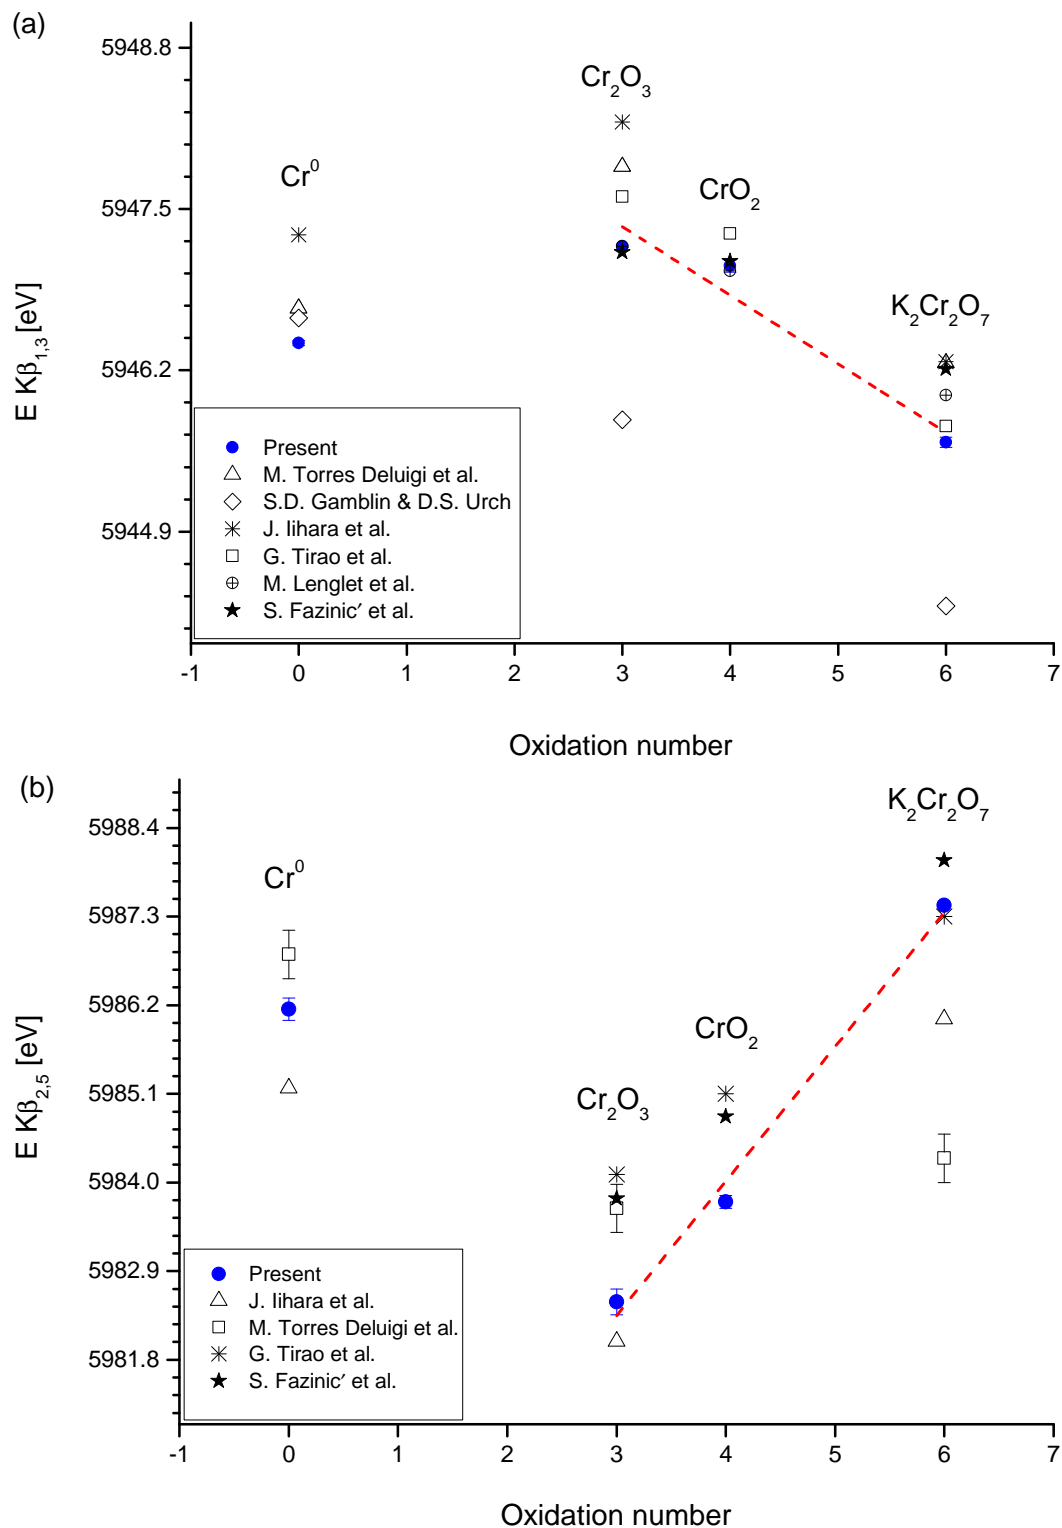 (a)
5948.8
5947.5
5946.2
5944.9
E Kβ1,3 [eV]
Cr0
Cr2O3
CrO2
K2Cr2O7
Present
M. Torres Deluigi et al.
S.D. Gamblin & D.S. Urch
J. Iihara et al.
G. Tirao et al.
M. Lenglet et al.
S. Fazinic′ et al.
-1 0 1 2 3 4 5 6 7
Oxidation number
(b)
5988.4
5987.3
5986.2
5985.1
5984.0
5982.9
5981.8
E Kβ2,5 [eV]
K2Cr2O7
Cr0
CrO2
Cr2O3
Present
J. Iihara et al.
M. Torres Deluigi et al.
G. Tirao et al.
S. Fazinic′ et al.
-1 0 1 2 3 4 5 6 7
Oxidation number